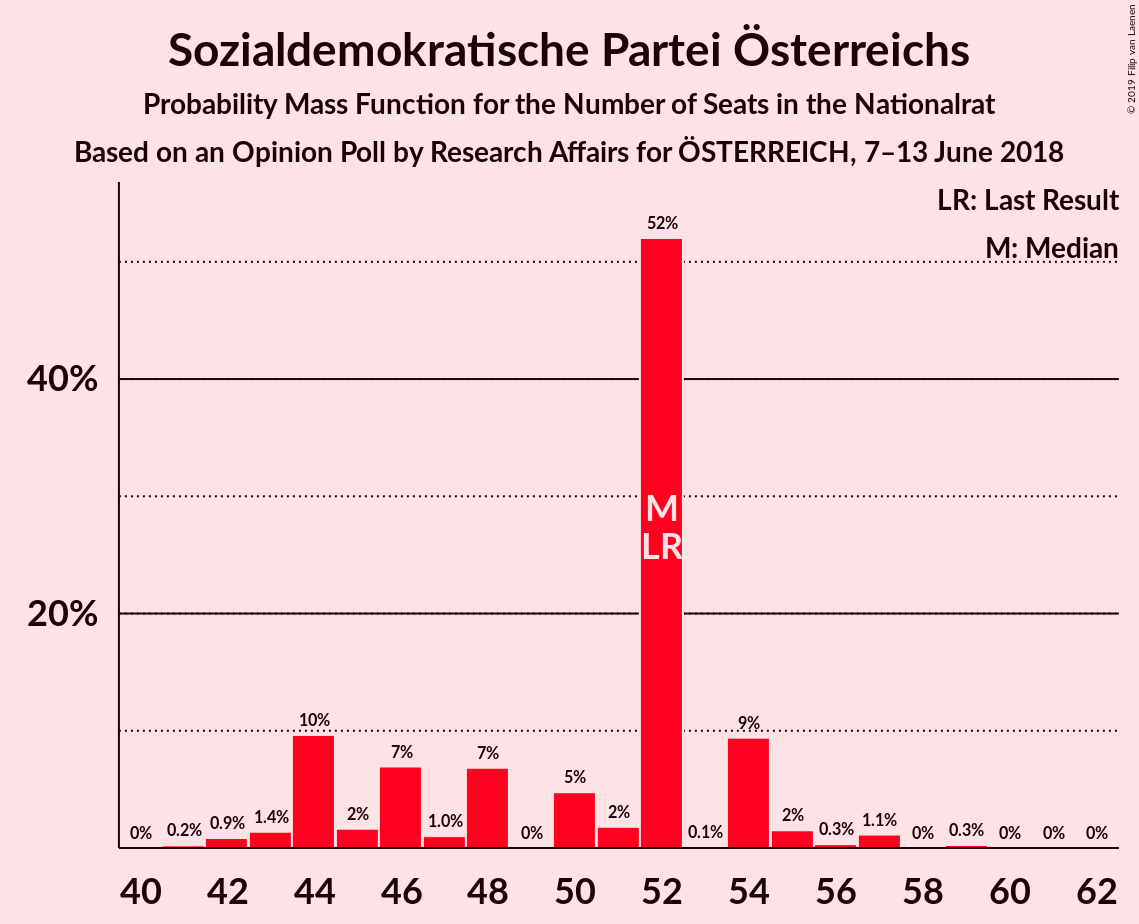 Sozialdemokratische Partei Österreichs
Probability Mass Function for the Number of Seats in the Nationalrat
Based on an Opinion Poll by Research Affairs for ÖSTERREICH, 7–13 June 2018
© 2019 Filip van Laenen
LR: Last Result
M: Median
40%
20%
0% 0.2% 0.9% 1.4% 10% 2% 7% 1.0% 7% 0% 5% 2% 52% 0.1% 9% 2% 0.3% 1.1% 0% 0.3% 0% 0% 0%
M
LR
40 42 44 46 48 50 52 54 56 58 60 62